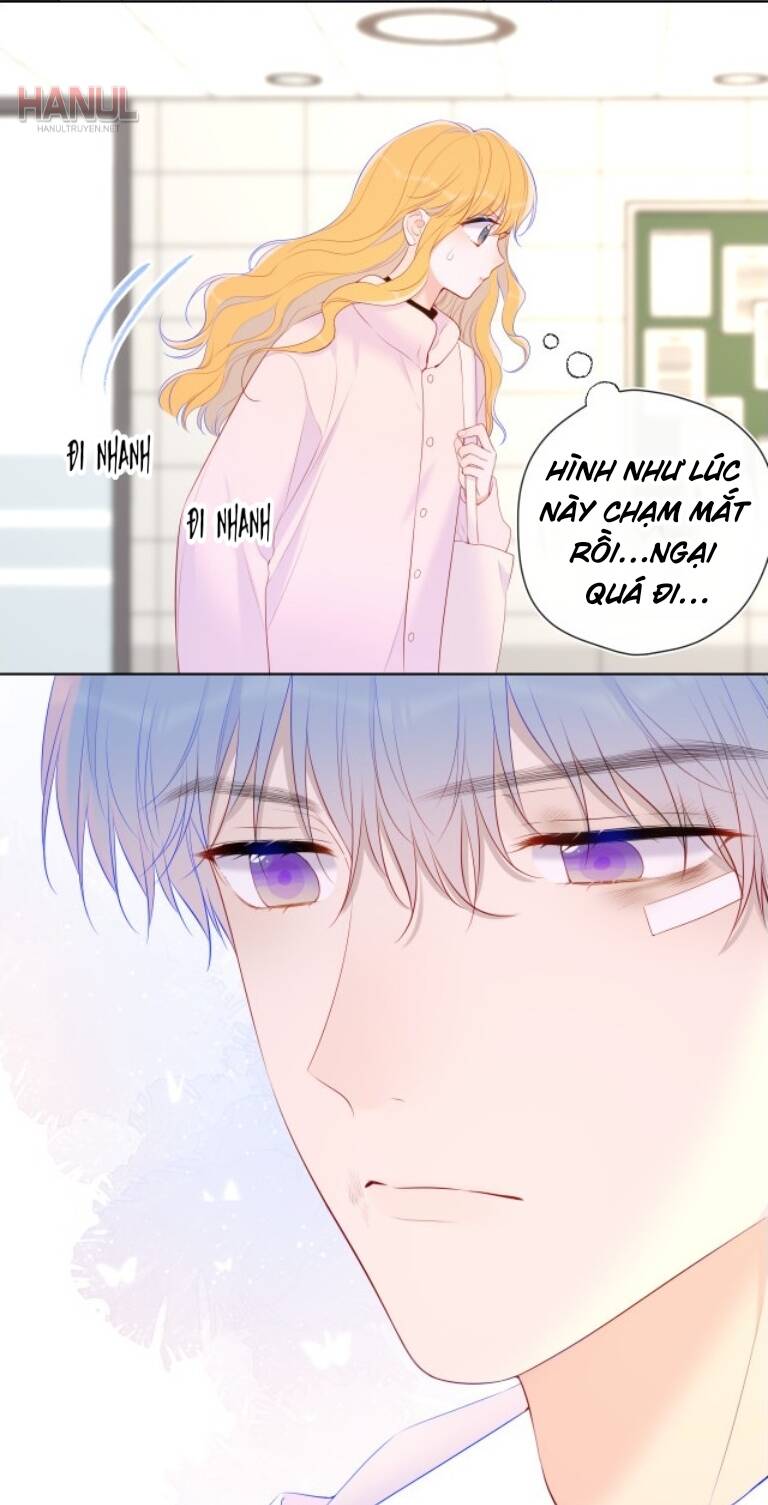 HANUL
HANULTRUYEN.NET
ĐI NHANH
ĐI NHANH
HÌNH NHƯ LÚC
NÀY CHẠM MẮT
RỒI...NGẠI
QUÁ ĐI...